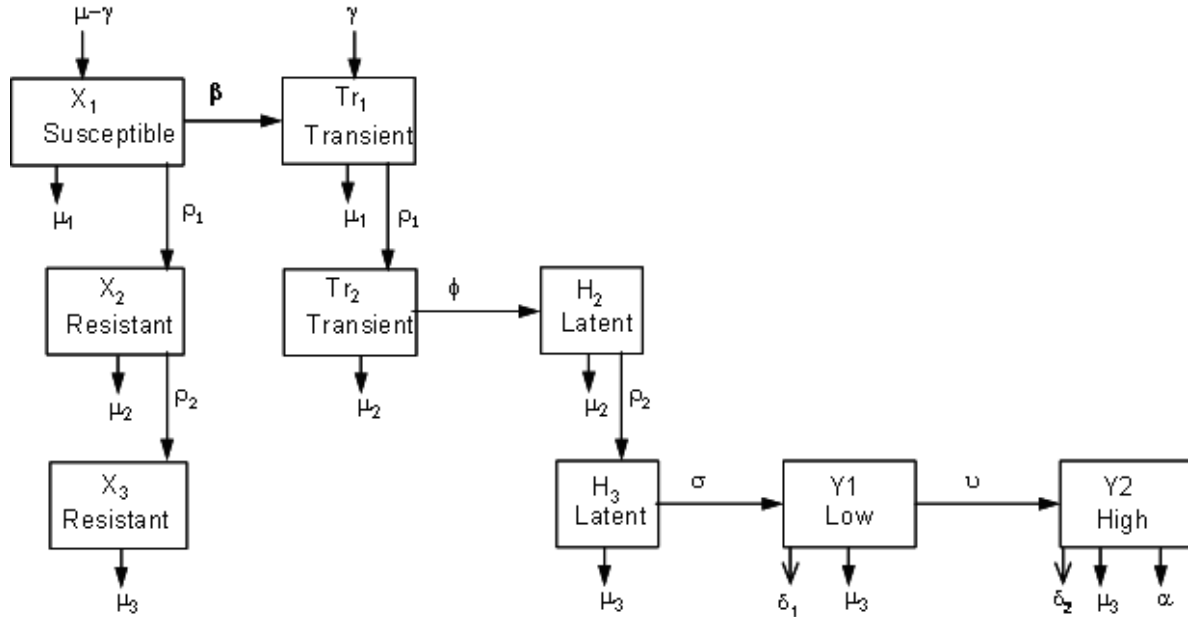 μ−γ
γ
X₁
Susceptible
β
Tr₁
Transient
μ₁
ρ₁
μ₁
ρ₁
X₂
Resistant
Tr₂
Transient
ϕ
H₂
Latent
μ₂
ρ₂
μ₂
μ₂
ρ₂
X₃
Resistant
H₃
Latent
σ
Y1
Low
υ
Y2
High
μ₃
μ₃
δ₁
μ₃
δ₂
μ₃
α